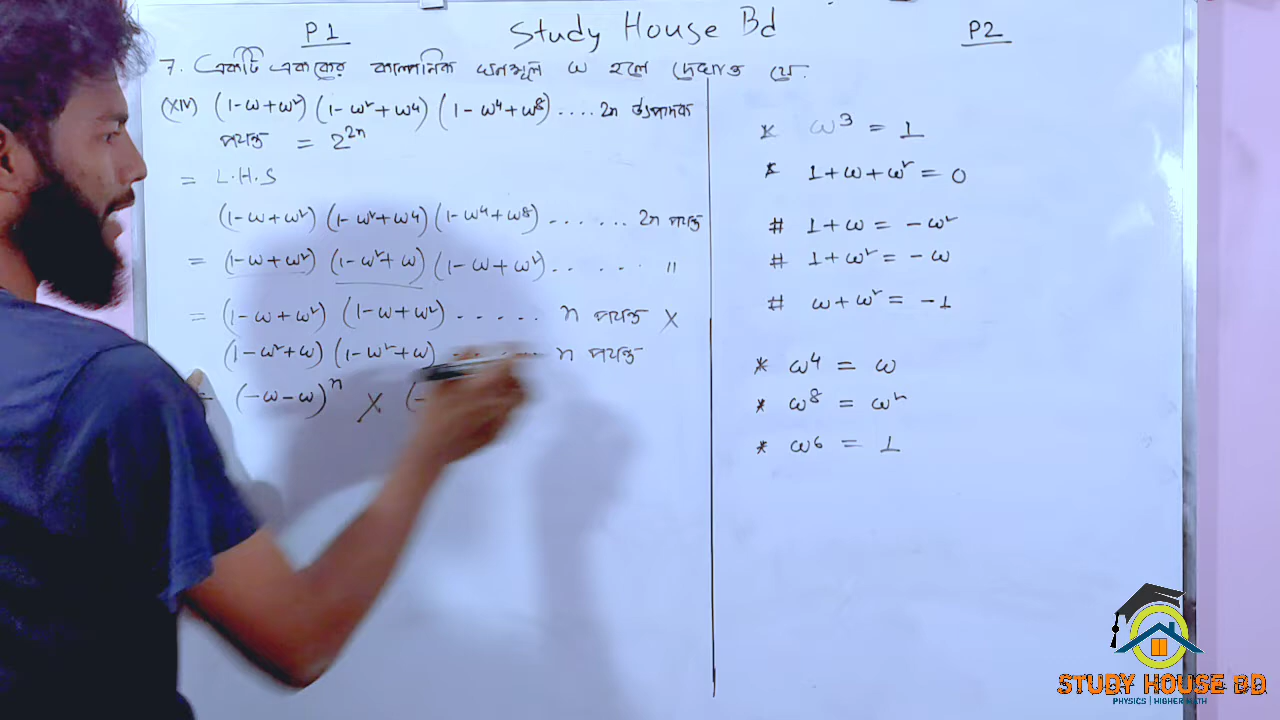 P1
Study House Bd
P2
7. একটি এককের কাল্পনিক ঘনমূল ω হলে দেখাও যে.
(XIV) (1-ω+ω²) (1-ω²+ω4) (1-ω⁴+ω⁸) .... 2n উৎপাদক
পর্যন্ত = 2²ⁿ
= L.H.S
(1-ω+ω²) (1-ω²+ω4) (1-ω⁴+ω⁸) ...... 2n পর্যন্ত
= (1-ω+ω²) (1-ω²+ω) (1-ω+ω²) ...... "
= (1-ω+ω²) (1-ω+ω²) ..... n পর্যন্ত ×
(1-ω²+ω) (1-ω²+ω) ...... n পর্যন্ত
= (-ω-ω)ⁿ × (-
* ω³ = 1
* 1+ω+ω² = 0
# 1+ω = -ω²
# 1+ω² = -ω
# ω+ω² = -1
* ω⁴ = ω
* ω⁸ = ω²
* ω⁶ = 1
STUDY HOUSE BD
PHYSICS | HIGHER MATH